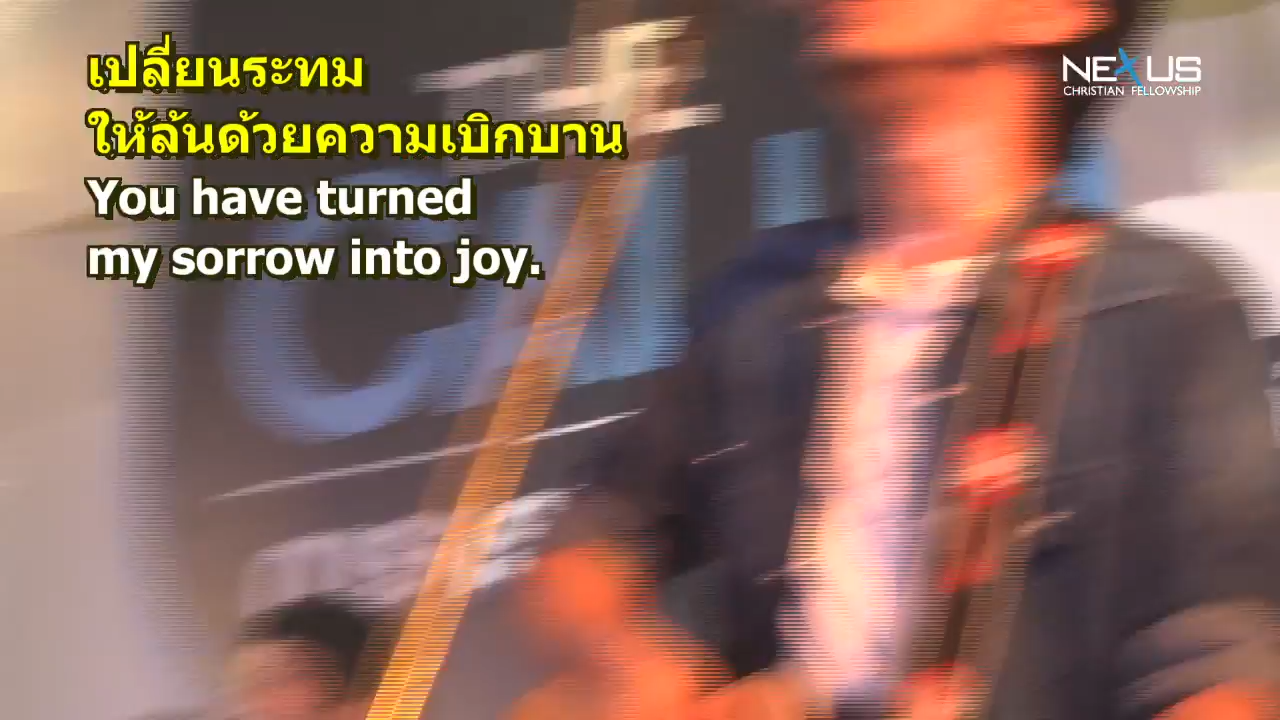 เปลี่ยนระทม
ให้ล้นด้วยความเบิกบาน
You have turned
my sorrow into joy.
NEXUS
CHRISTIAN FELLOWSHIP